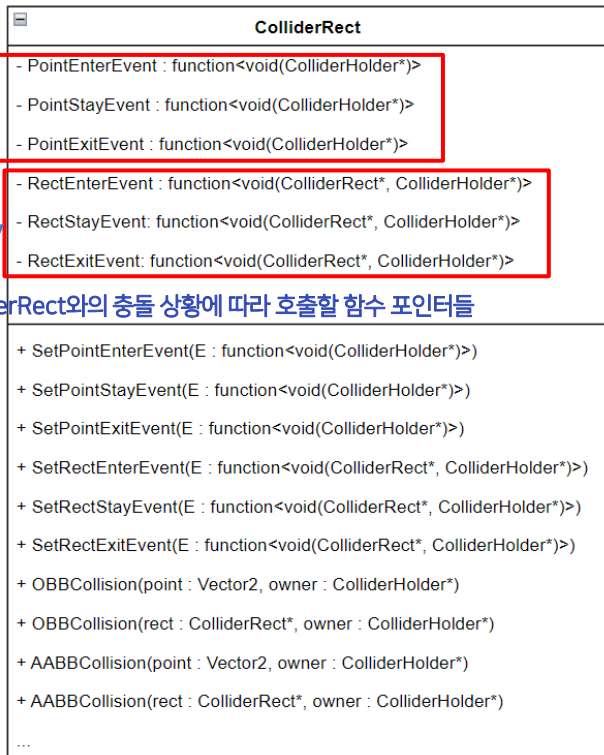 ColliderRect
- PointEnterEvent : function<void(ColliderHolder*)>
- PointStayEvent : function<void(ColliderHolder*)>
- PointExitEvent : function<void(ColliderHolder*)>
- RectEnterEvent : function<void(ColliderRect*, ColliderHolder*)>
- RectStayEvent: function<void(ColliderRect*, ColliderHolder*)>
- RectExitEvent: function<void(ColliderRect*, ColliderHolder*)>
erRect와의 충돌 상황에 따라 호출할 함수 포인터들
+ SetPointEnterEvent(E : function<void(ColliderHolder*)>)
+ SetPointStayEvent(E : function<void(ColliderHolder*)>)
+ SetPointExitEvent(E : function<void(ColliderHolder*)>)
+ SetRectEnterEvent(E : function<void(ColliderRect*, ColliderHolder*)>)
+ SetRectStayEvent(E : function<void(ColliderRect*, ColliderHolder*)>)
+ SetRectExitEvent(E : function<void(ColliderRect*, ColliderHolder*)>)
+ OBBCollision(point : Vector2, owner : ColliderHolder*)
+ OBBCollision(rect : ColliderRect*, owner : ColliderHolder*)
+ AABBCollision(point : Vector2, owner : ColliderHolder*)
+ AABBCollision(rect : ColliderRect*, owner : ColliderHolder*)
...